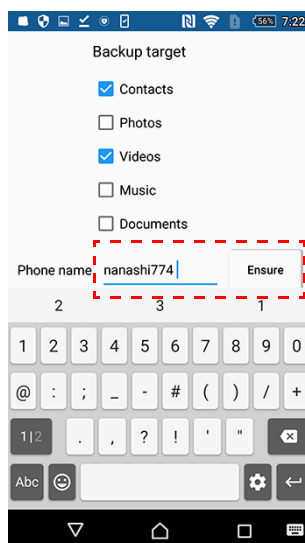 56% 7:22
Backup target
Contacts
Photos
Videos
Music
Documents
Phone name nanashi774 Ensure
2 3 1
1 2 3 4 5 6 7 8 9 0
@ : ; _ - # ( ) / +
1|2 . , ? ! ' "
Abc